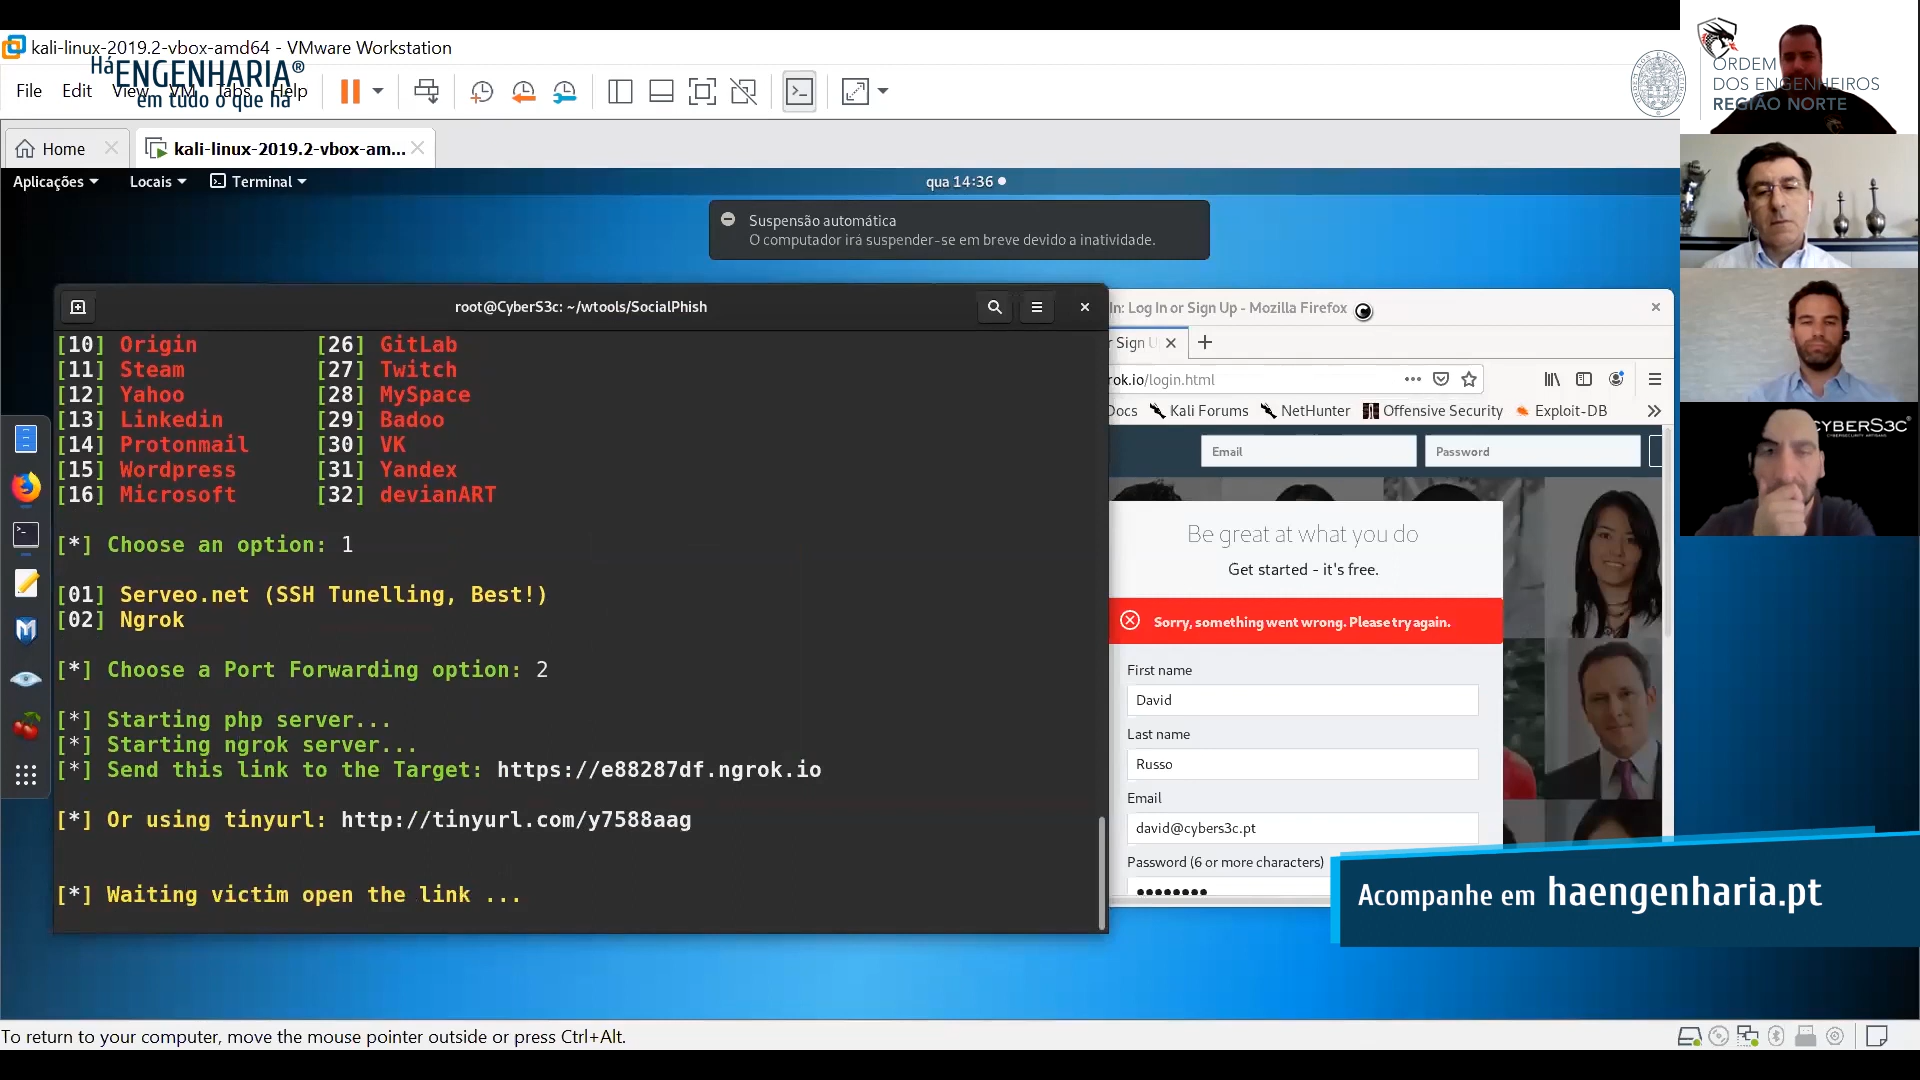 kali-linux-2019.2-vbox-amd64 - VMware Workstation
Há
ENGENHARIA®
em tudo o que há
File Edit View VM Tabs Help
ORDEM
DOS ENGENHEIROS
REGIÃO NORTE
Home
kali-linux-2019.2-vbox-am...
Aplicações
Locais
Terminal
qua 14:36
Suspensão automática
O computador irá suspender-se em breve devido a inatividade.
root@CyberS3c: ~/wtools/SocialPhish
[10] Origin [26] GitLab
[11] Steam [27] Twitch
[12] Yahoo [28] MySpace
[13] Linkedin [29] Badoo
[14] Protonmail [30] VK
[15] Wordpress [31] Yandex
[16] Microsoft [32] devianART
[*] Choose an option: 1
[01] Serveo.net (SSH Tunelling, Best!)
[02] Ngrok
[*] Choose a Port Forwarding option: 2
[*] Starting php server...
[*] Starting ngrok server...
[*] Send this link to the Target: https://e88287df.ngrok.io
[*] Or using tinyurl: http://tinyurl.com/y7588aag
[*] Waiting victim open the link ...
In: Log In or Sign Up - Mozilla Firefox
r Sign U
rok.io/login.html
Docs Kali Forums NetHunter Offensive Security Exploit-DB
Email
Password
Be great at what you do
Get started - it's free.
Sorry, something went wrong. Please try again.
First name
David
Last name
Russo
Email
david@cybers3c.pt
Password (6 or more characters)
••••••••
CYBERS3C®
Acompanhe em haengenharia.pt
To return to your computer, move the mouse pointer outside or press Ctrl+Alt.